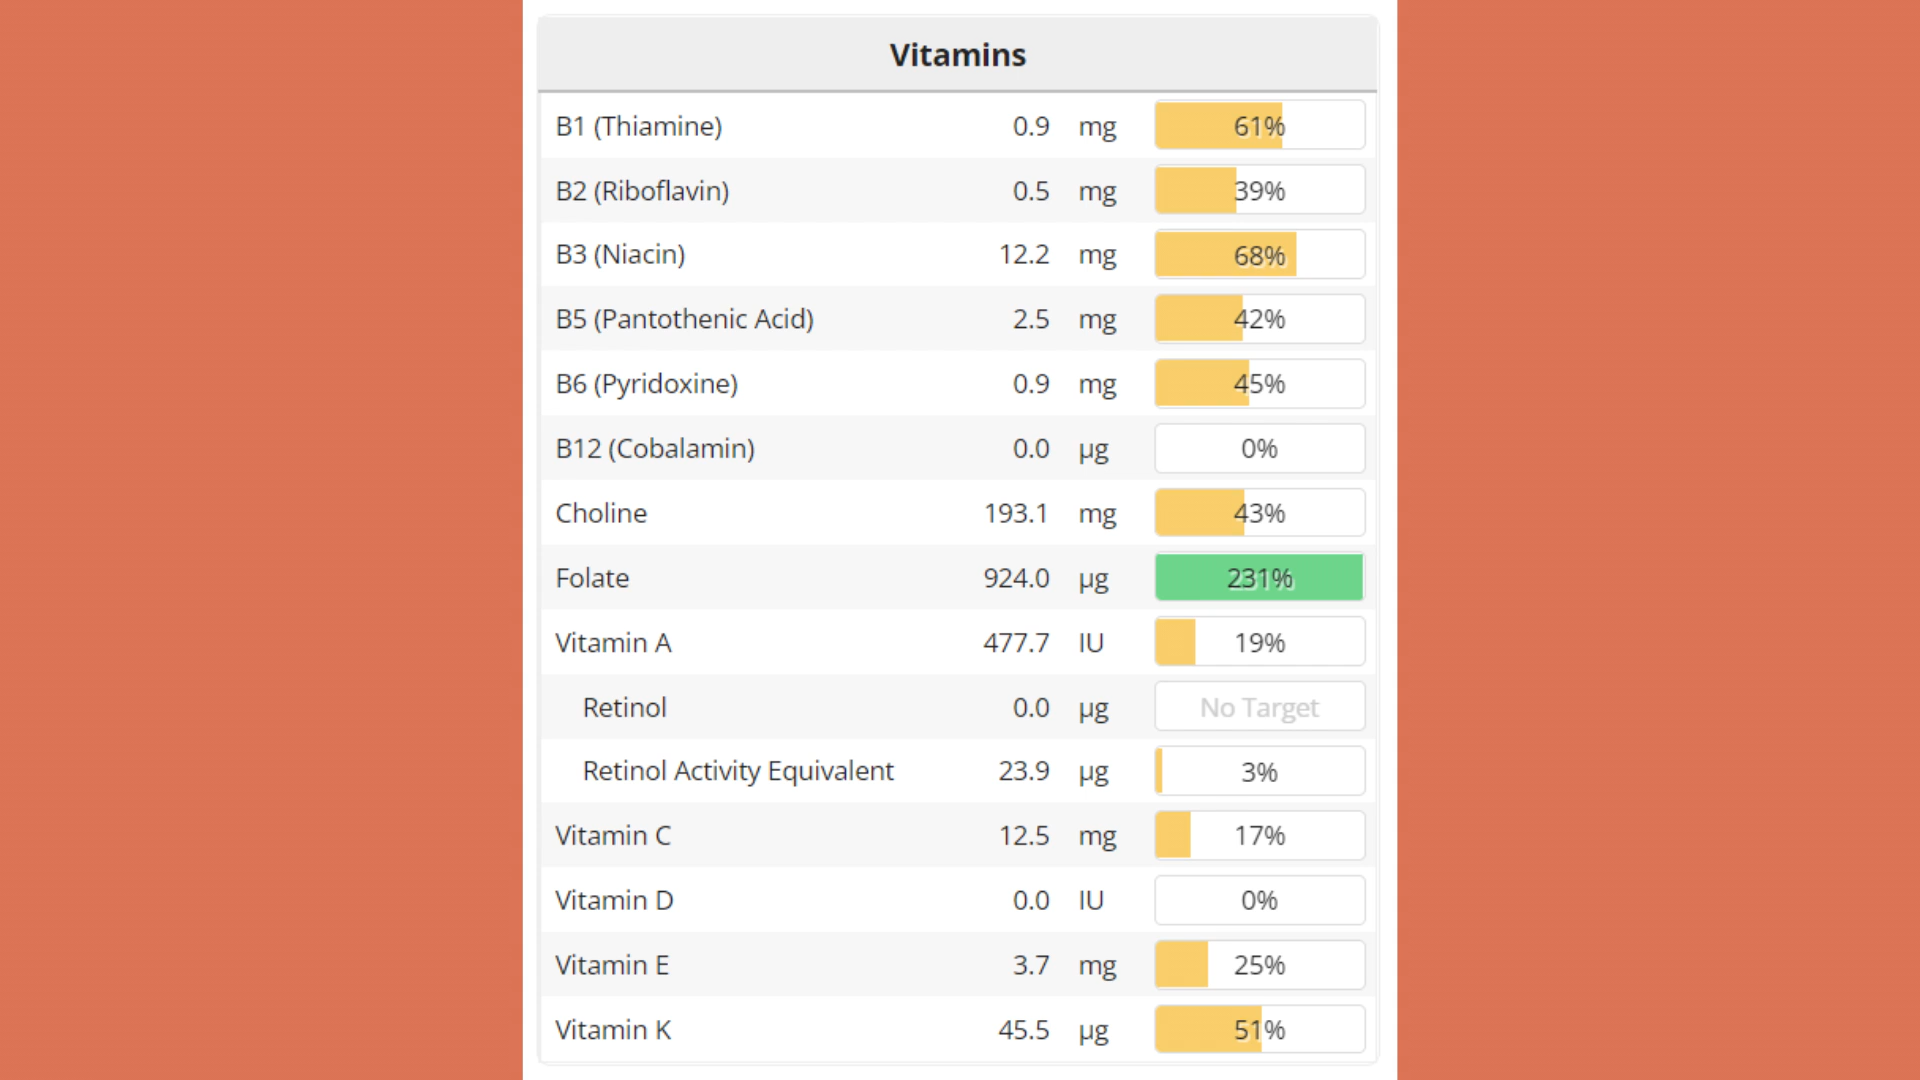 Vitamins
B1 (Thiamine) 0.9 mg 61%
B2 (Riboflavin) 0.5 mg 39%
B3 (Niacin) 12.2 mg 68%
B5 (Pantothenic Acid) 2.5 mg 42%
B6 (Pyridoxine) 0.9 mg 45%
B12 (Cobalamin) 0.0 µg 0%
Choline 193.1 mg 43%
Folate 924.0 µg 231%
Vitamin A 477.7 IU 19%
Retinol 0.0 µg No Target
Retinol Activity Equivalent 23.9 µg 3%
Vitamin C 12.5 mg 17%
Vitamin D 0.0 IU 0%
Vitamin E 3.7 mg 25%
Vitamin K 45.5 µg 51%